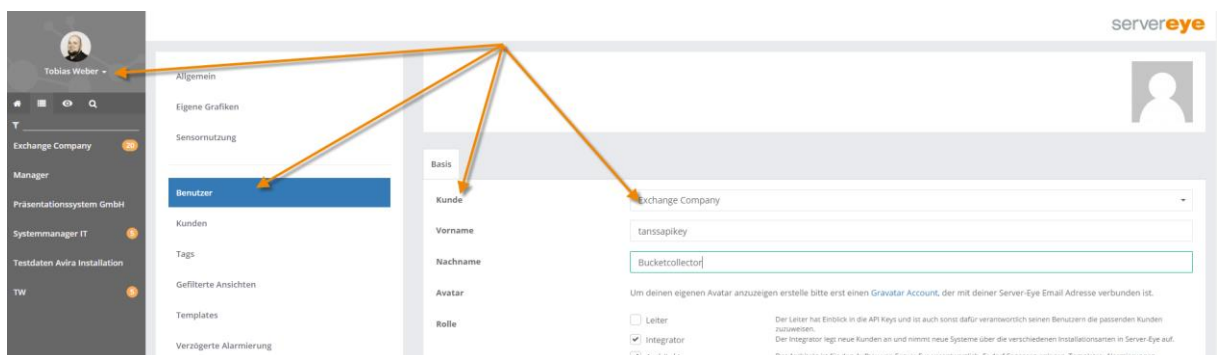 servereye
Tobias Weber
Exchange Company 20
Manager
Präsentationssystem GmbH
Systemmanager IT 5
Testdaten Avira Installation
TW 5
Allgemein
Eigene Grafiken
Sensornutzung
Benutzer
Kunden
Tags
Gefilterte Ansichten
Templates
Verzögerte Alarmierung
Basis
Kunde Exchange Company
Vorname tanssapikey
Nachname Bucketcollector
Avatar Um deinen eigenen Avatar anzuzeigen erstelle bitte erst einen Gravatar Account, der mit deiner Server-Eye Email Adresse verbunden ist.
Rolle
Leiter Der Leiter hat Einblick in die API Keys und ist auch sonst dafür verantwortlich seinen Benutzern die passenden Kunden
zuzuweisen.
Integrator Der Integrator legt neue Kunden an und nimmt neue Systeme über die verschiedenen Installationsarten in Server-Eye auf.